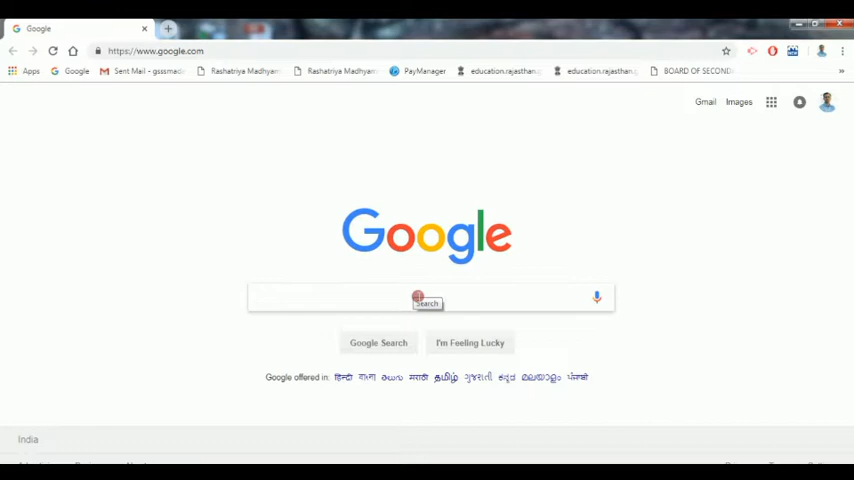 Google
https://www.google.com
Apps Google Sent Mail - gsssmad Rashatriya Madhyam Rashatriya Madhyam PayManager education.rajasthan.g education.rajasthan.g BOARD OF SECOND
Gmail Images
Google
Search
Google Search I'm Feeling Lucky
Google offered in: हिन्दी বাংলা తెలుగు मराठी தமிழ் ગુજરાતી ಕನ್ನಡ മലയാളം ਪੰਜਾਬੀ
India